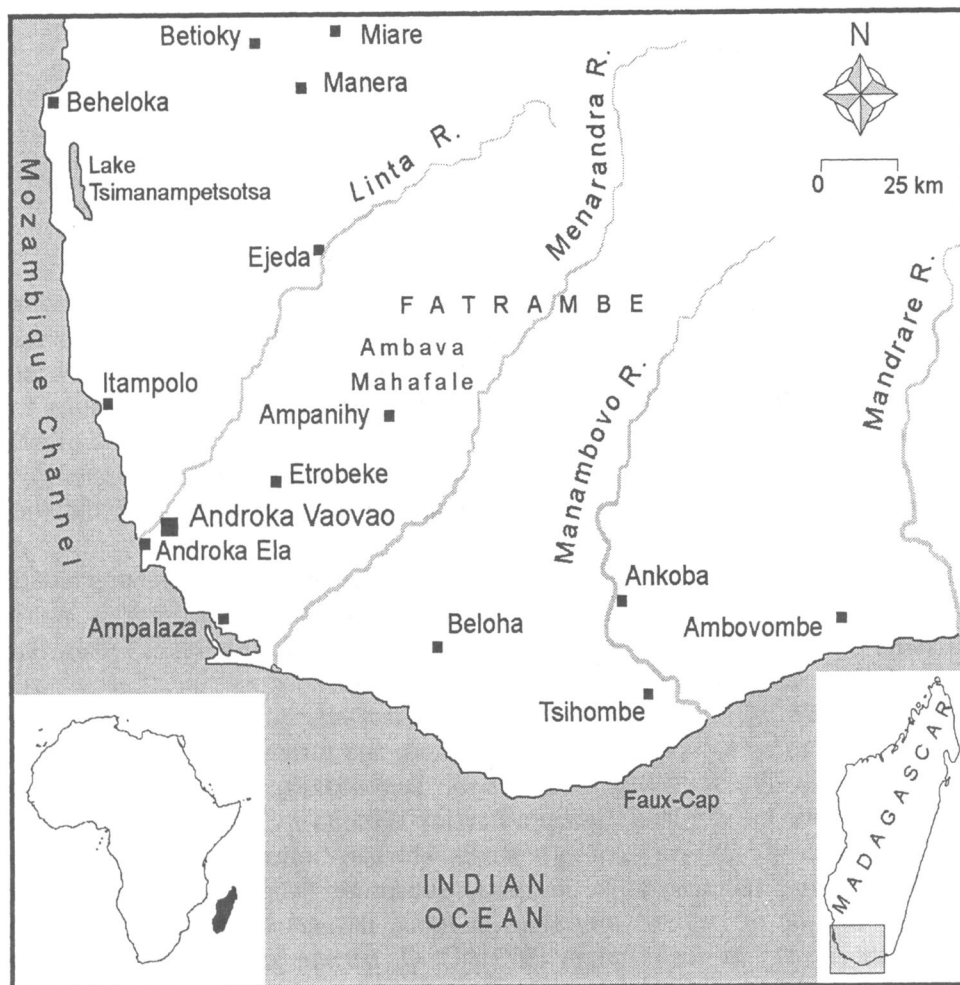 Betioky
Miare
N
Manera
Beheloka
Menarandra R.
Linta R.
Lake
Tsimanampetsotsa
Mozambique Channel
0 25 km
Ejeda
Mandrare R.
FATRAMBE
Ambava
Mahafale
Itampolo
Ampanihy
Manambovo R.
Etrobeke
Androka Vaovao
Androka Ela
Ankoba
Ampalaza
Beloha
Ambovombe
Tsihombe
Faux-Cap
MADAGASCAR
INDIAN
OCEAN